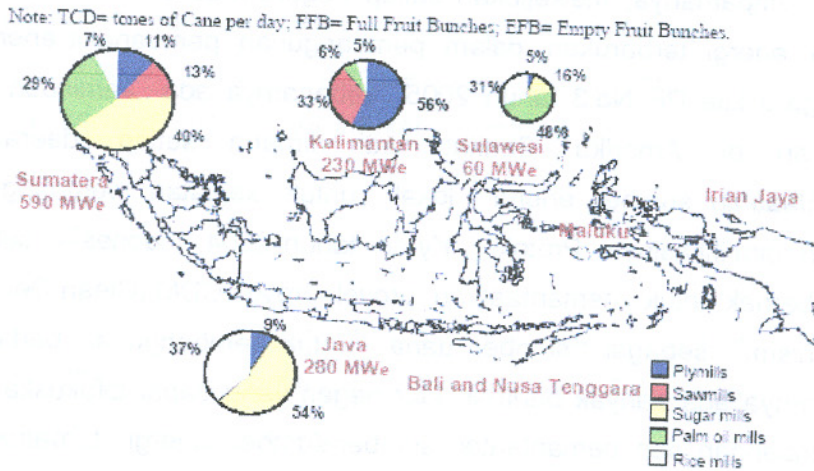 Note: TCD= tones of Cane per day; FFB= Full Fruit Bunches; EFB= Empty Fruit Bunches.
7%
11%
6%
5%
5%
29%
13%
31%
16%
33%
56%
40%
48%
Kalimantan
230 MWe
Sulawesi
60 MWe
Sumatera
590 MWe
Irian Jaya
Maluku
9%
37%
Java
280 MWe
54%
Bali and Nusa Tenggara
Plymills
Sawmills
Sugar mills
Palm oil mills
Rice mills